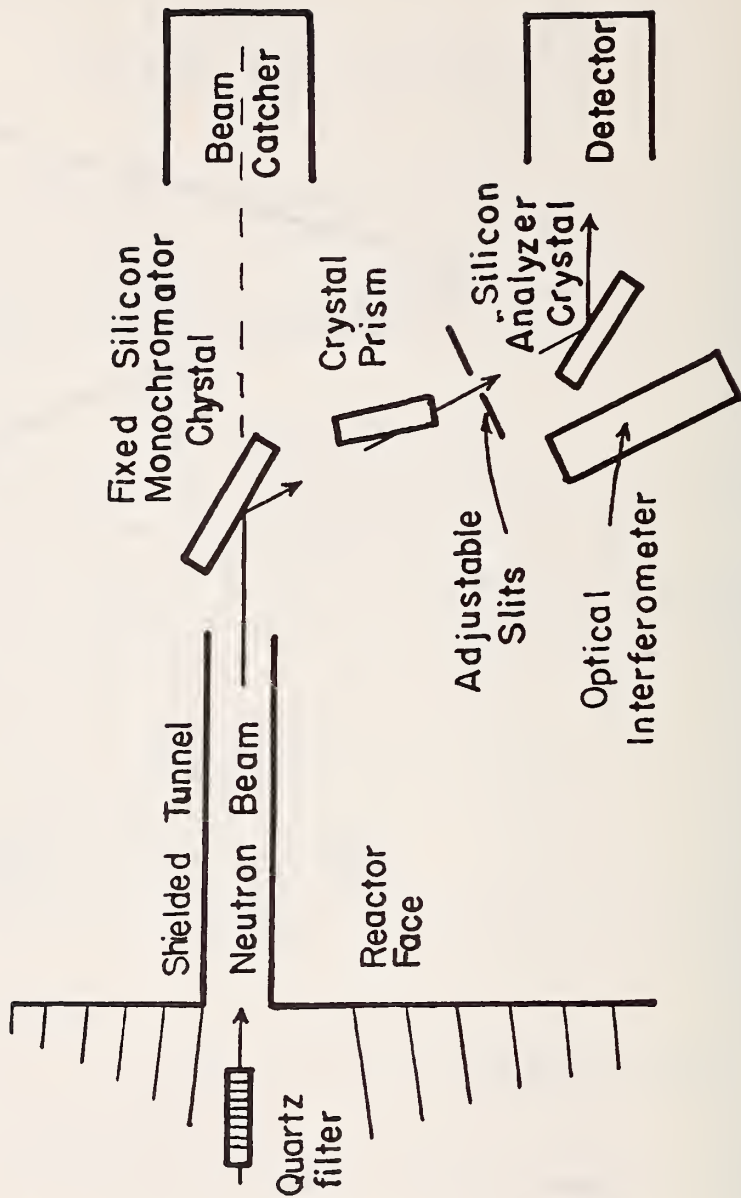 Quartz
filter
Shielded Tunnel
Neutron Beam
Reactor
Face
Fixed Silicon
Monochromator
Chystal
Beam
Catcher
Crystal
Prism
Adjustable
Slits
Silicon
Analyzer
Crystal
Optical
Interferometer
Detector